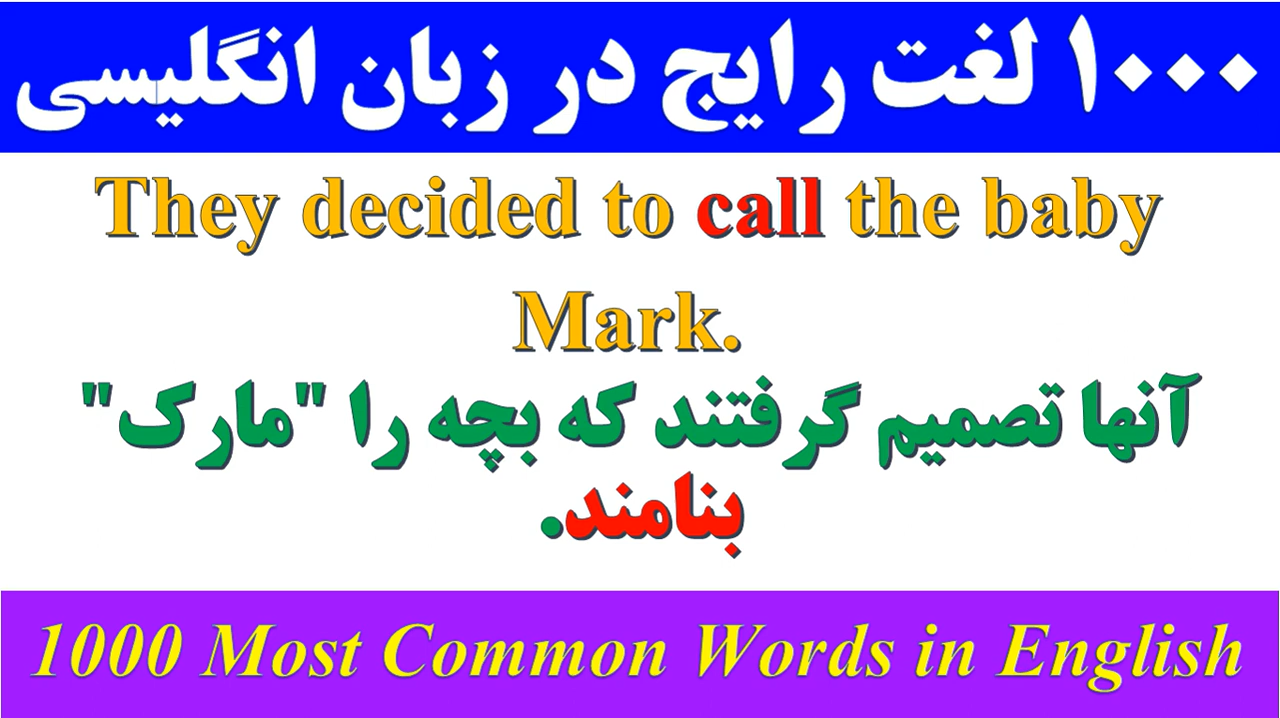 ۱۰۰۰ لغت رایج در زبان انگلیسی
They decided to call the baby
Mark.
آنها تصمیم گرفتند که بچه را "مارک"
بنامند.
1000 Most Common Words in English